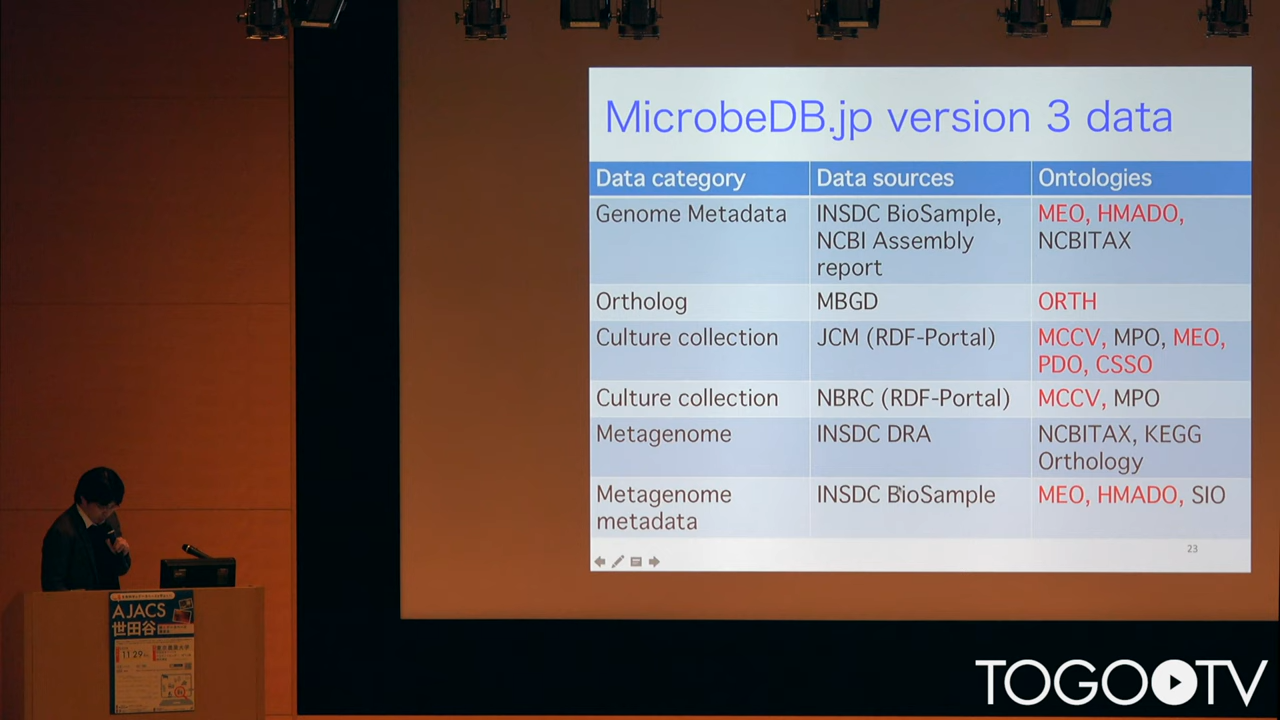 MicrobeDB.jp version 3 data
Data category
Data sources
Ontologies
Genome Metadata
INSDC BioSample,
NCBI Assembly
report
MEO, HMADO,
NCBITAX
Ortholog
MBGD
ORTH
Culture collection
JCM (RDF-Portal)
MCCV, MPO, MEO,
PDO, CSSO
Culture collection
NBRC (RDF-Portal)
MCCV, MPO
Metagenome
INSDC DRA
NCBITAX, KEGG
Orthology
Metagenome
metadata
INSDC BioSample
MEO, HMADO, SIO
23
AJACS
世田谷
11 29
TOGO TV